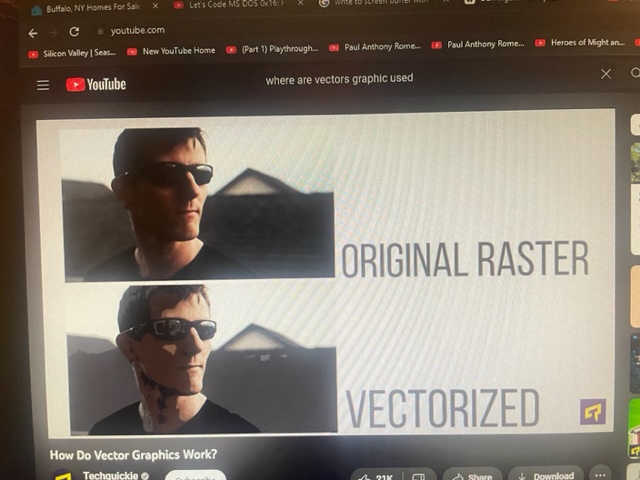 Buffalo, NY Homes For Sale
Let's Code MS DOS 0x16:
write to screen buffer with
youtube.com
Silicon Valley | Seas...
New YouTube Home
(Part 1) Playthrough...
Paul Anthony Rome...
Paul Anthony Rome...
Heroes of Might an...
YouTube
where are vectors graphic used
ORIGINAL RASTER
VECTORIZED
How Do Vector Graphics Work?
Techquickie
Subscribe
21K
Share
Download